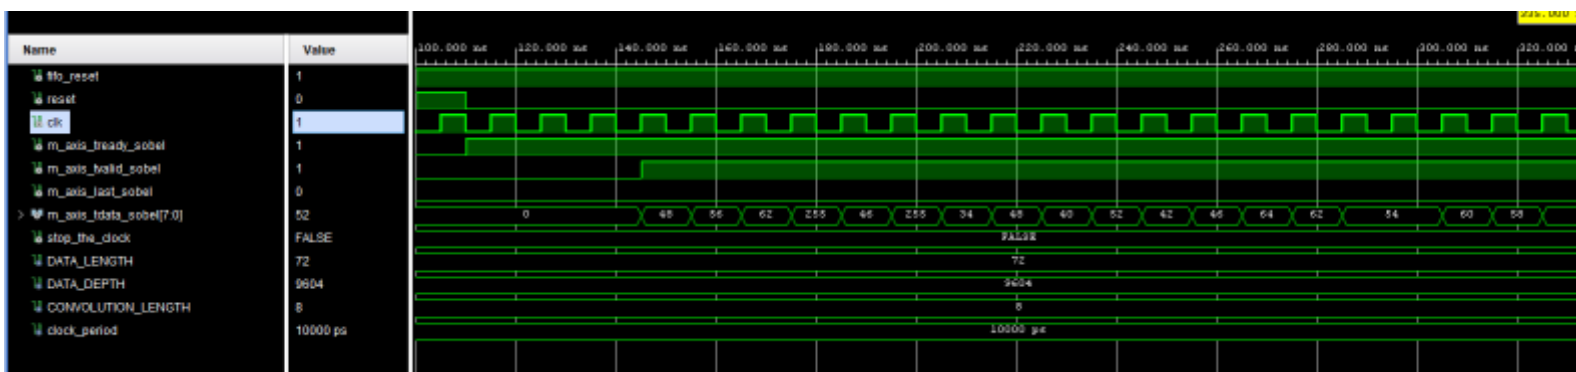 235.000
Name Value 100.000 ns 120.000 ns 140.000 ns 160.000 ns 180.000 ns 200.000 ns 220.000 ns 240.000 ns 260.000 ns 280.000 ns 300.000 ns 320.000
fifo_reset 1
reset 0
clk 1
m_axis_tready_sobel 1
m_axis_tvalid_sobel 1
m_axis_last_sobel 0
m_axis_tdata_sobel[7:0] 52 0 48 56 62 255 46 255 34 48 40 52 42 46 64 62 54 60 58
stop_the_clock FALSE FALSE
DATA_LENGTH 72 72
DATA_DEPTH 9604 9604
CONVOLUTION_LENGTH 8 8
clock_period 10000 ps 10000 ps